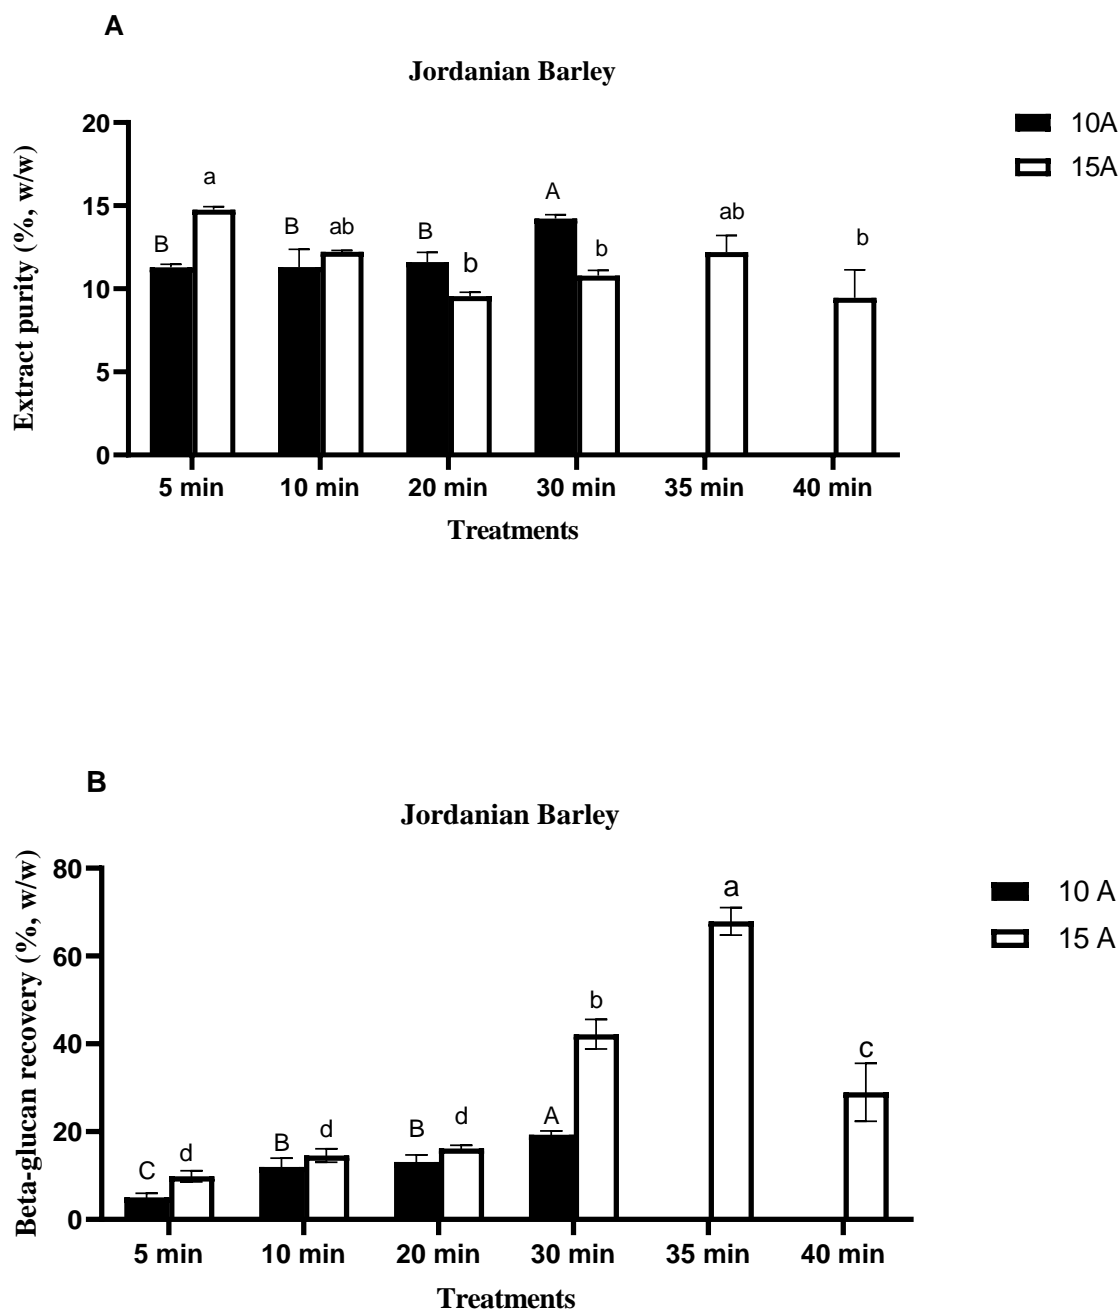 A
Jordanian Barley
Extract purity (%, w/w)
20
15
10
5
0
B
a
B
ab
B
b
A
b
ab
b
10A
15A
5 min
10 min
20 min
30 min
35 min
40 min
Treatments
B
Jordanian Barley
Beta-glucan recovery (%, w/w)
80
60
40
20
0
C
d
B
d
B
d
A
b
a
c
10 A
15 A
5 min
10 min
20 min
30 min
35 min
40 min
Treatments